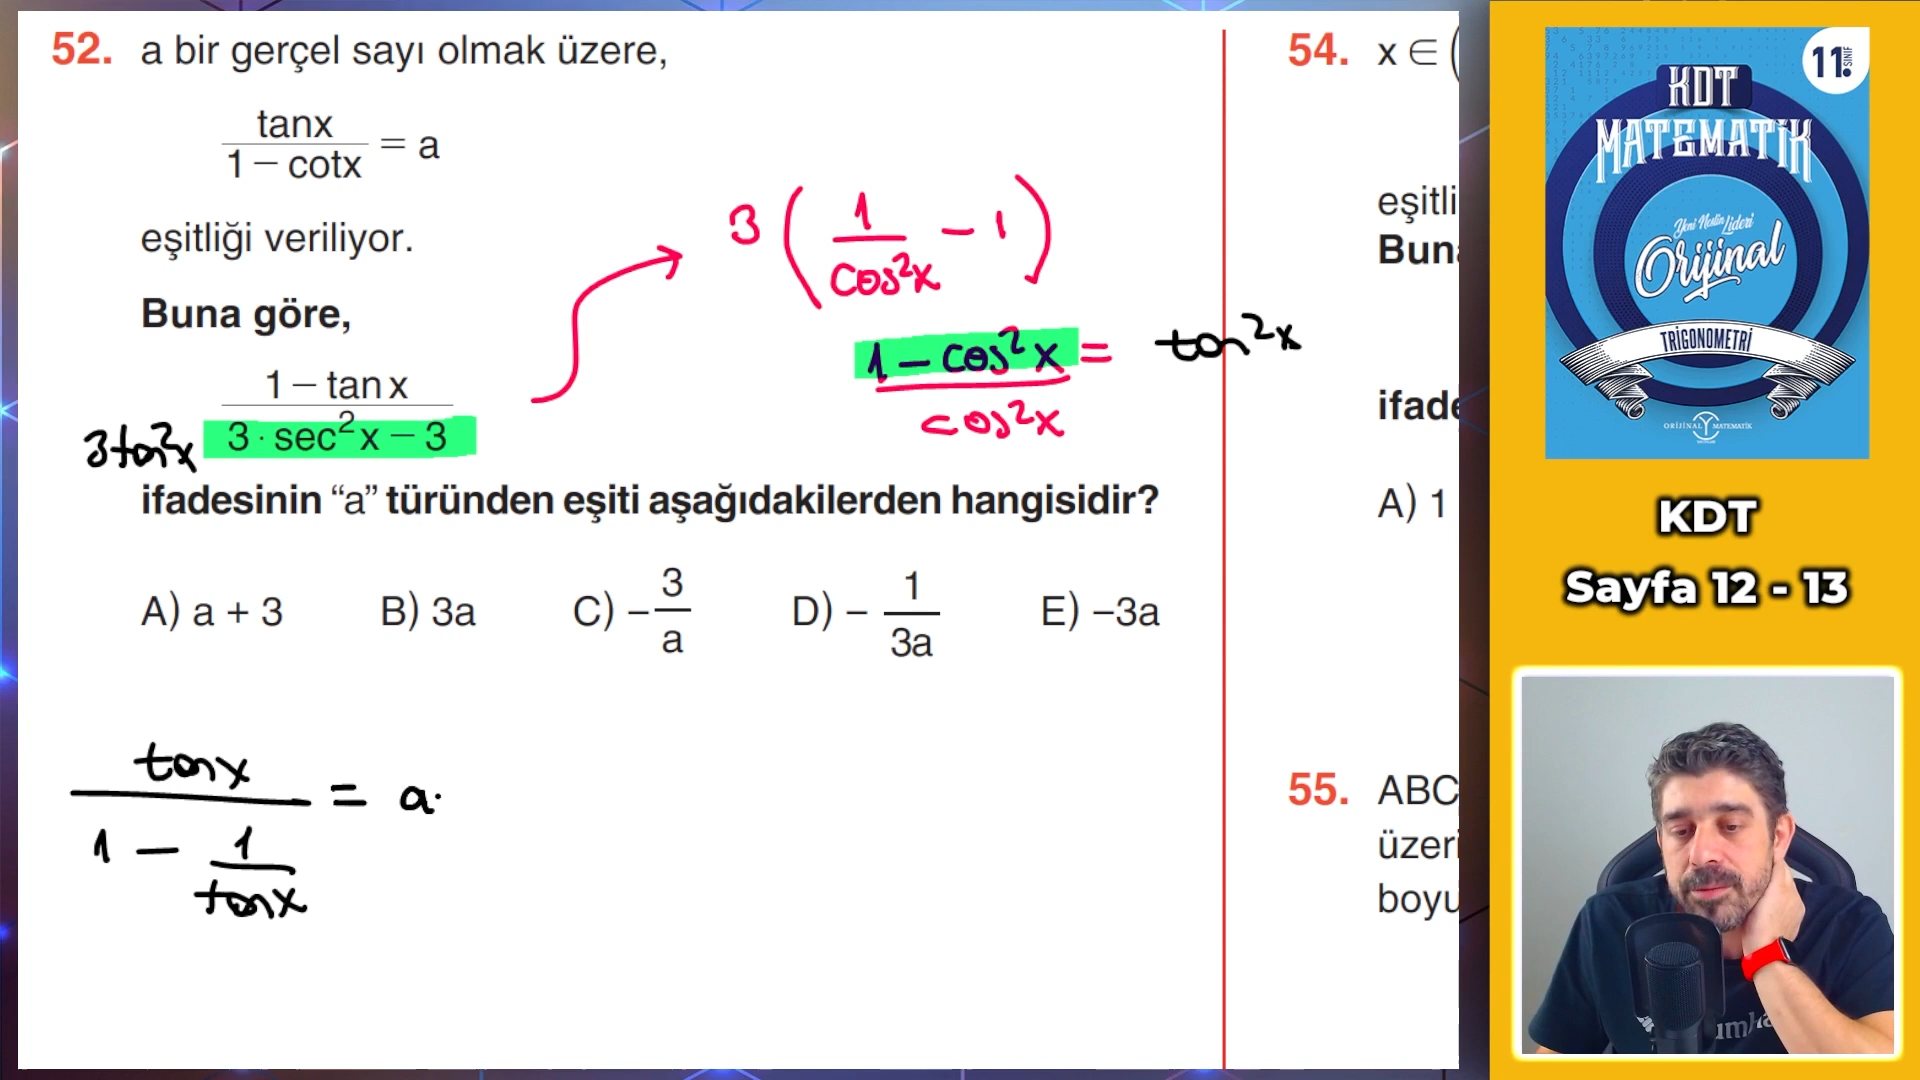 52. a bir gerçel sayı olmak üzere,
tanx
1 – cotx
= a
eşitliği veriliyor.
Buna göre,
1 – tan x
3 · sec²x – 3
3tan²x
ifadesinin “a” türünden eşiti aşağıdakilerden hangisidir?
A) a + 3 B) 3a C) – 3/a D) – 1/3a E) –3a
3 ( 1/cos²x – 1 )
1 – cos²x = tan²x
cos²x
tanx = a.
1 – 1
tanx
54. x ∈ (
eşitli
Bun
ifade
A) 1
55. ABC
üzeri
boyu
11. SINIF
KDT
MATEMATİK
Yeni Neslin Lideri
Orijinal
TRİGONOMETRİ
ORİJİNAL MATEMATİK
KDT
Sayfa 12 - 13